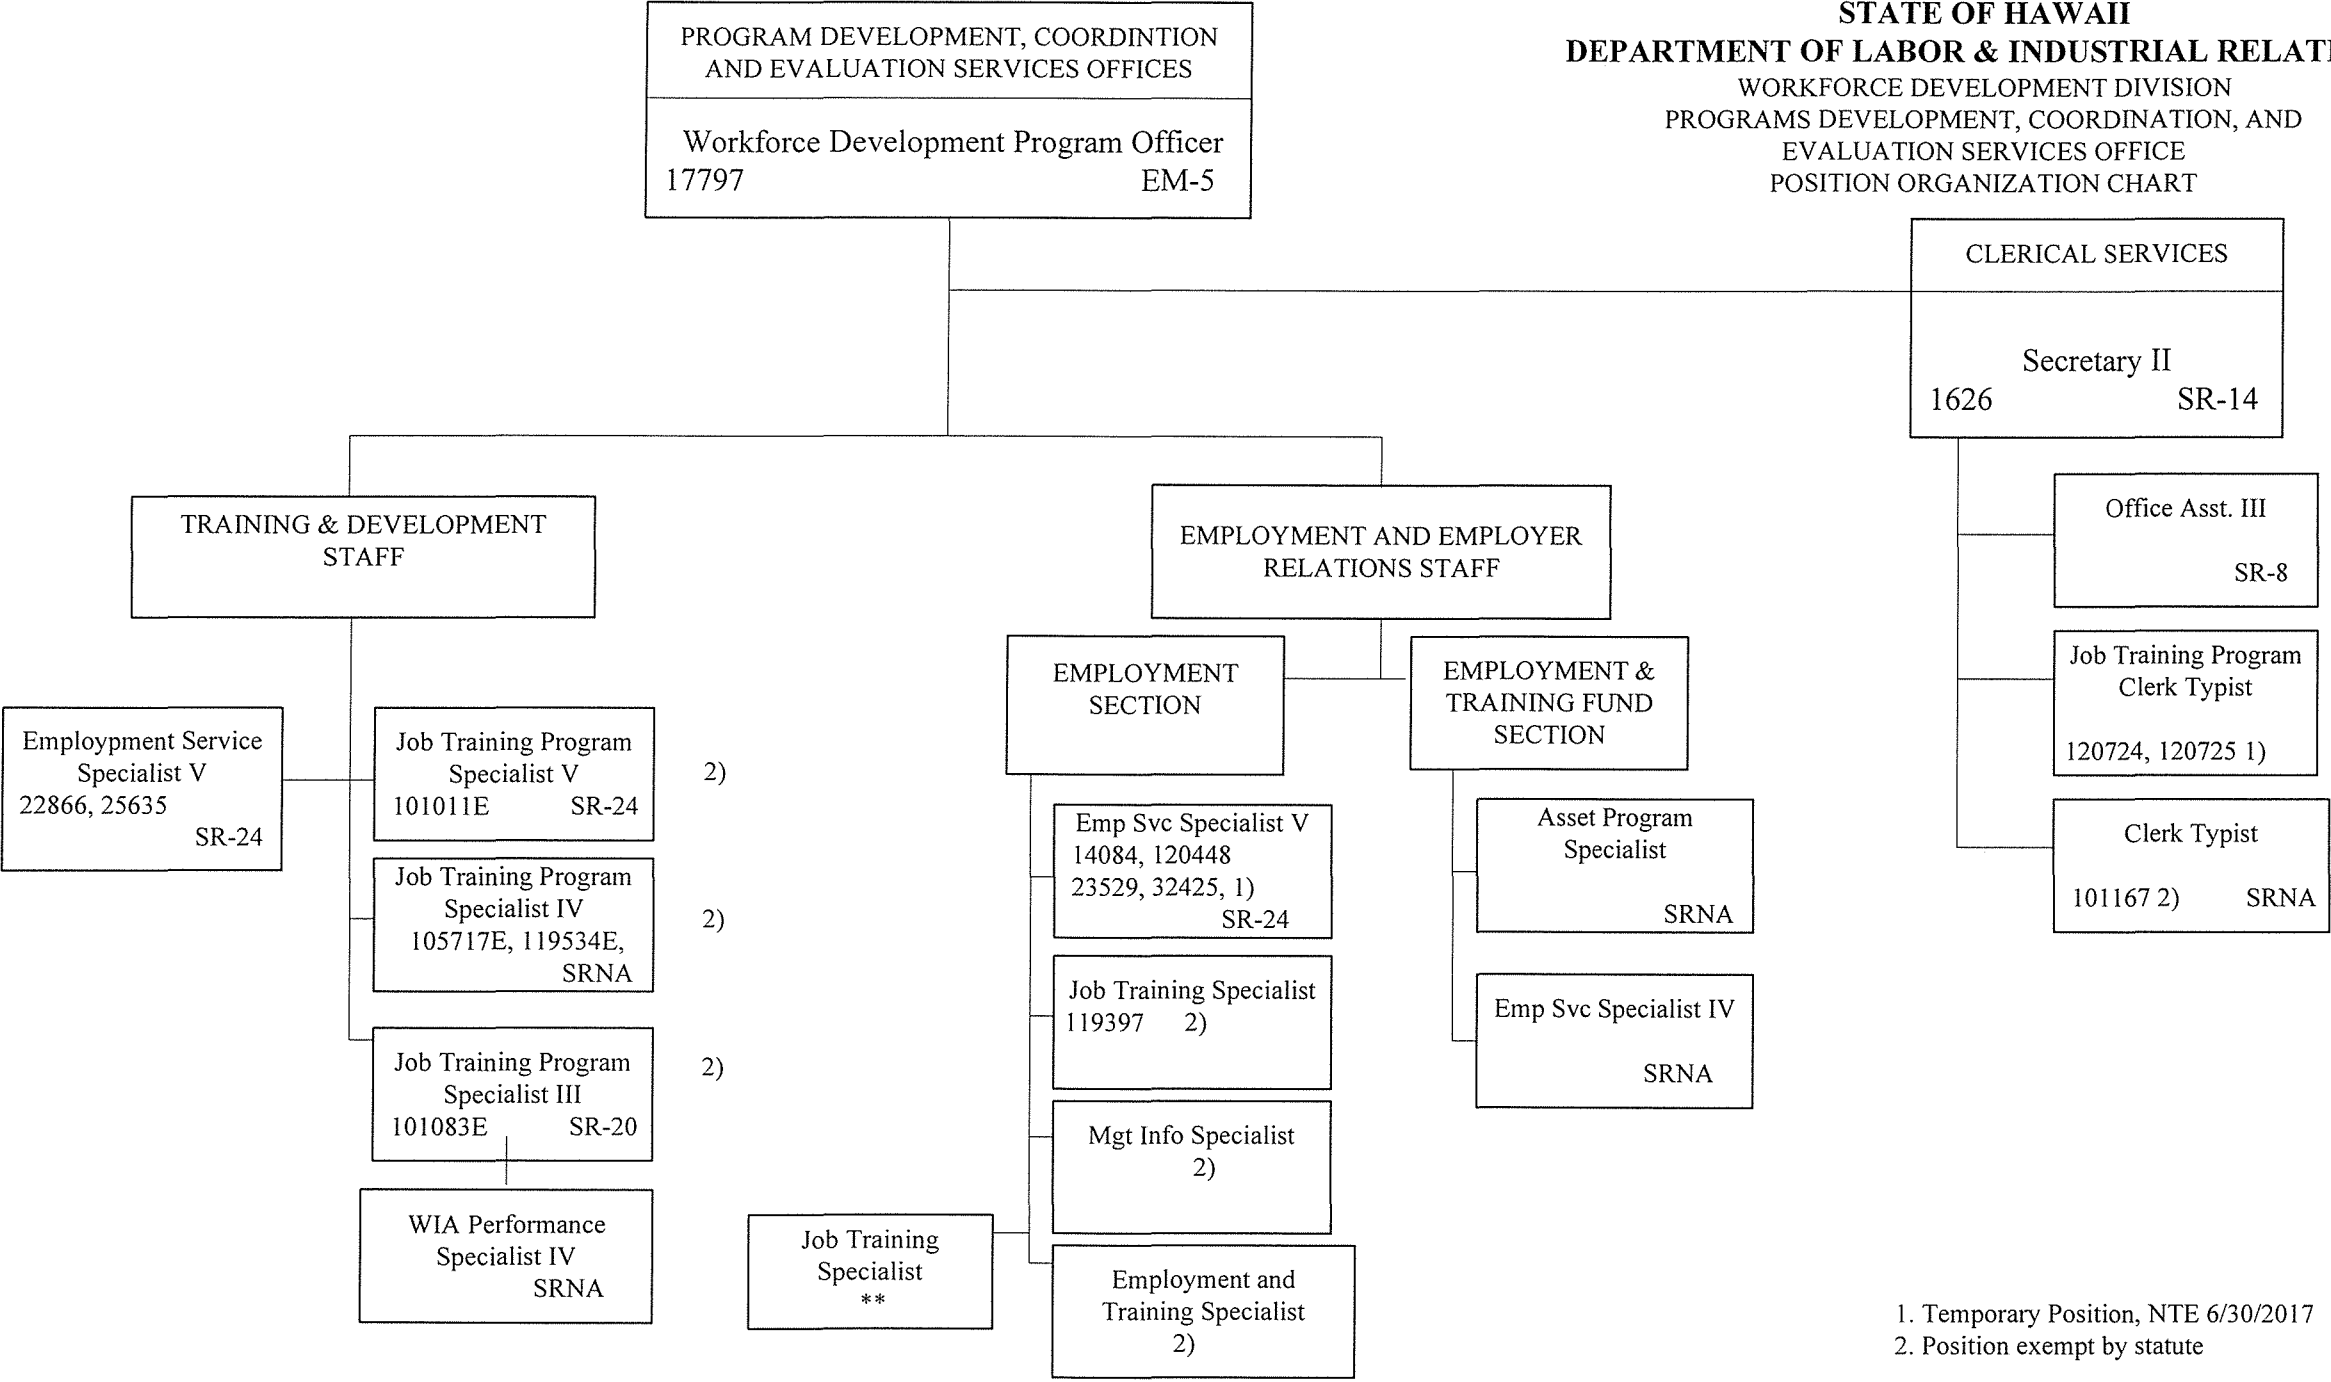 PROGRAM DEVELOPMENT, COORDINTION
AND EVALUATION SERVICES OFFICES
Workforce Development Program Officer
17797 EM-5
STATE OF HAWAII
DEPARTMENT OF LABOR & INDUSTRIAL RELATI
WORKFORCE DEVELOPMENT DIVISION
PROGRAMS DEVELOPMENT, COORDINATION, AND
EVALUATION SERVICES OFFICE
POSITION ORGANIZATION CHART
CLERICAL SERVICES
Secretary II
1626 SR-14
Office Asst. III
SR-8
Job Training Program
Clerk Typist
120724, 120725 1)
Clerk Typist
101167 2) SRNA
TRAINING & DEVELOPMENT
STAFF
Employpment Service
Specialist V
22866, 25635
SR-24
Job Training Program
Specialist V
101011E SR-24
2)
Job Training Program
Specialist IV
105717E, 119534E,
SRNA
2)
Job Training Program
Specialist III
101083E SR-20
2)
WIA Performance
Specialist IV
SRNA
EMPLOYMENT AND EMPLOYER
RELATIONS STAFF
EMPLOYMENT
SECTION
Emp Svc Specialist V
14084, 120448
23529, 32425, 1)
SR-24
Job Training Specialist
119397 2)
Mgt Info Specialist
2)
Job Training
Specialist
**
Employment and
Training Specialist
2)
EMPLOYMENT &
TRAINING FUND
SECTION
Asset Program
Specialist
SRNA
Emp Svc Specialist IV
SRNA
1. Temporary Position, NTE 6/30/2017
2. Position exempt by statute